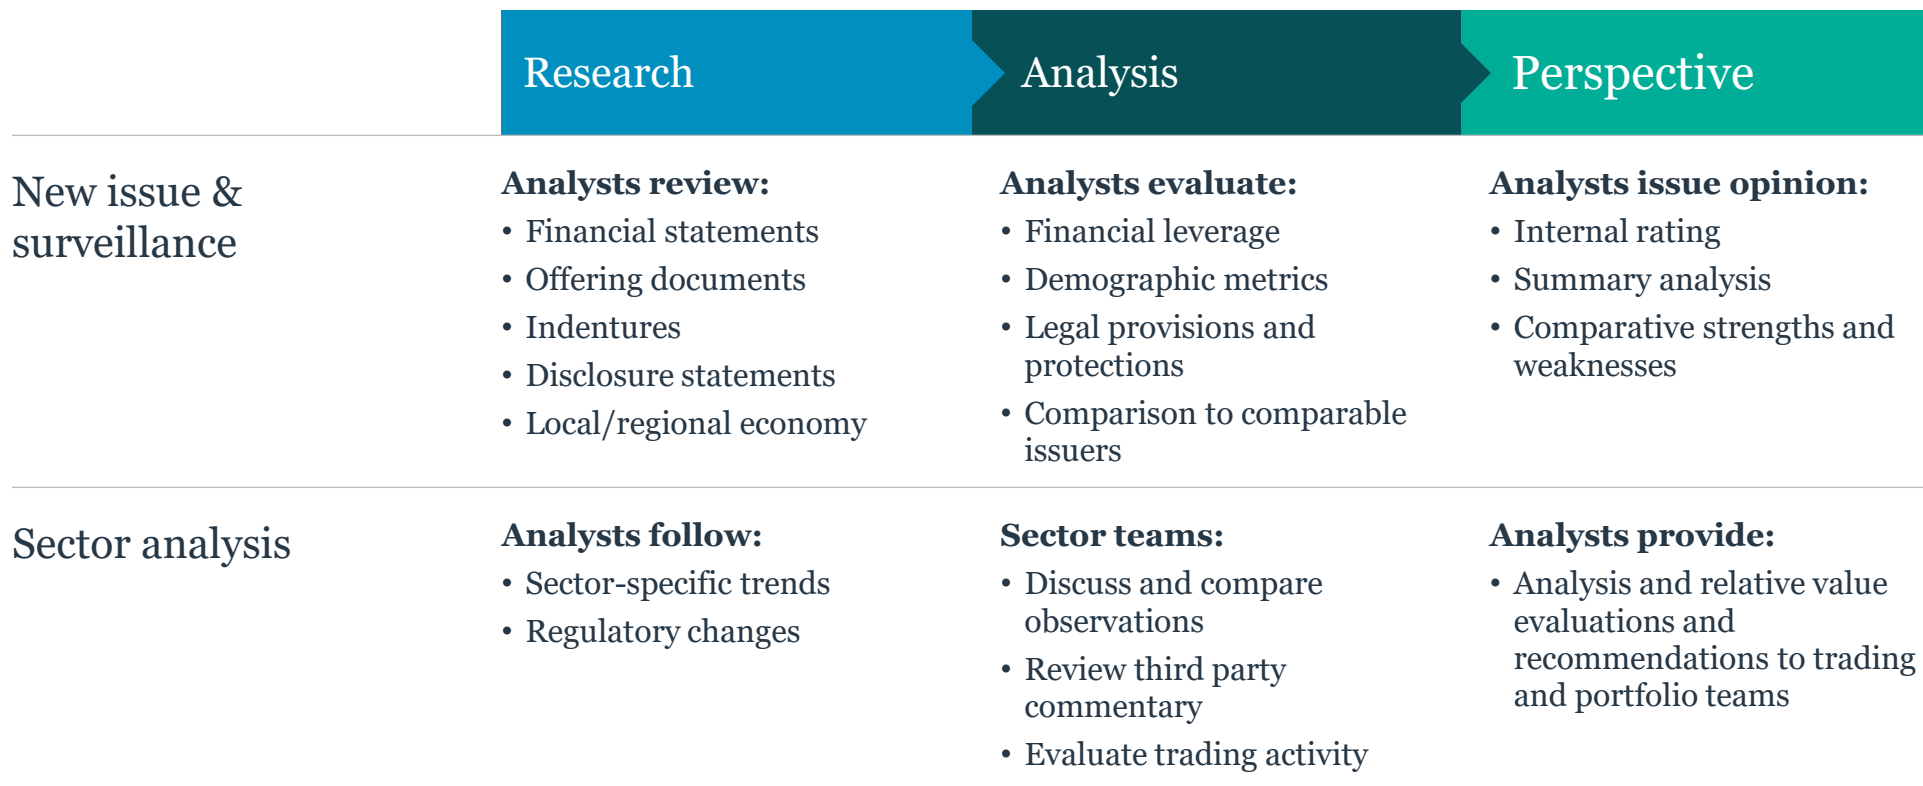 Research
Analysis
Perspective
New issue &
surveillance
Analysts review:
• Financial statements
• Offering documents
• Indentures
• Disclosure statements
• Local/regional economy
Analysts evaluate:
• Financial leverage
• Demographic metrics
• Legal provisions and
protections
• Comparison to comparable
issuers
Analysts issue opinion:
• Internal rating
• Summary analysis
• Comparative strengths and
weaknesses
Sector analysis
Analysts follow:
• Sector-specific trends
• Regulatory changes
Sector teams:
• Discuss and compare
observations
• Review third party
commentary
• Evaluate trading activity
Analysts provide:
• Analysis and relative value
evaluations and
recommendations to trading
and portfolio teams